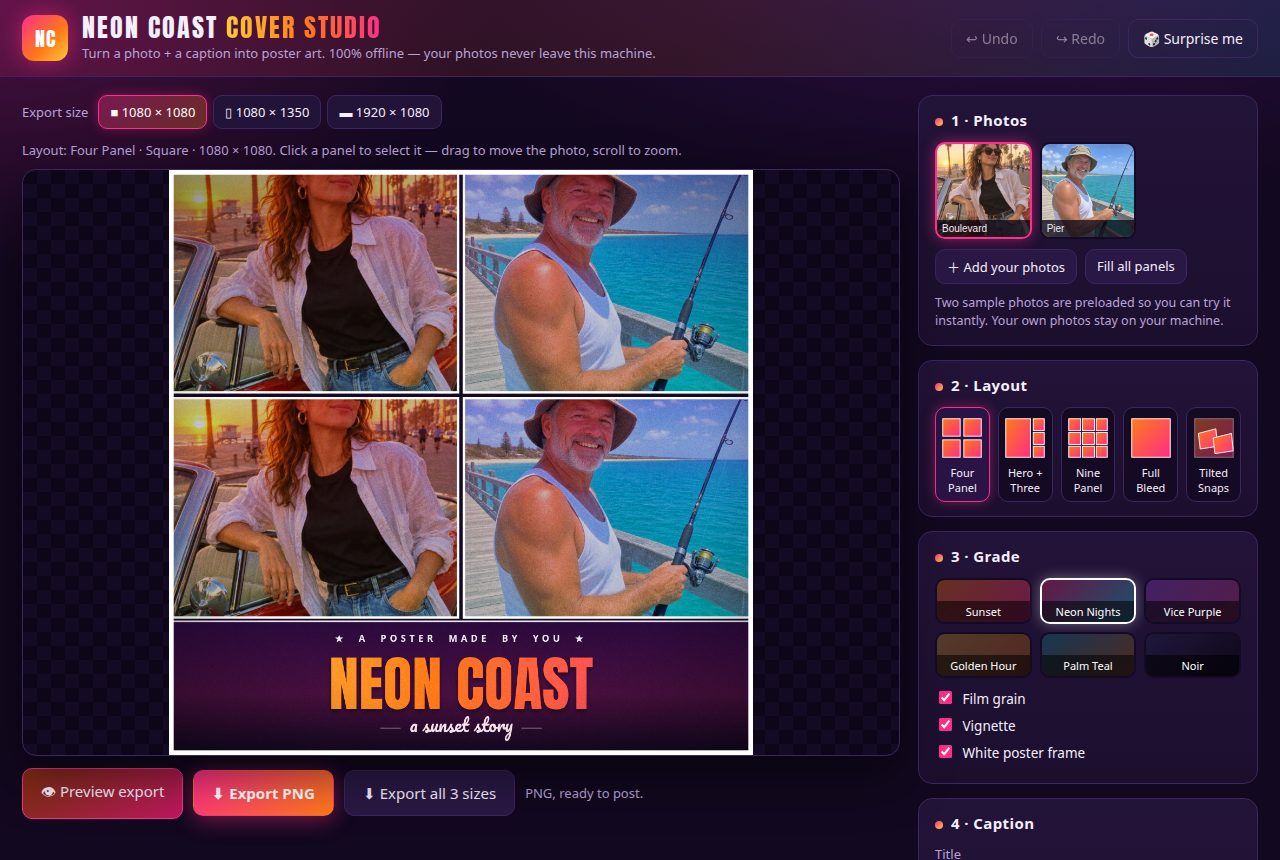 NC
NEON COAST COVER STUDIO
Turn a photo + a caption into poster art. 100% offline — your photos never leave this machine.
↩ Undo
↪ Redo
🎲 Surprise me
Export size
■ 1080 × 1080
▯ 1080 × 1350
▬ 1920 × 1080
Layout: Four Panel · Square · 1080 × 1080. Click a panel to select it — drag to move the photo, scroll to zoom.
★ A POSTER MADE BY YOU ★
NEON COAST
a sunset story
👁 Preview export
⬇ Export PNG
⬇ Export all 3 sizes
PNG, ready to post.
1 · Photos
Boulevard
Pier
＋ Add your photos
Fill all panels
Two sample photos are preloaded so you can try it
instantly. Your own photos stay on your machine.
2 · Layout
Four
Panel
Hero +
Three
Nine
Panel
Full
Bleed
Tilted
Snaps
3 · Grade
Sunset
Neon Nights
Vice Purple
Golden Hour
Palm Teal
Noir
Film grain
Vignette
White poster frame
4 · Caption
Title